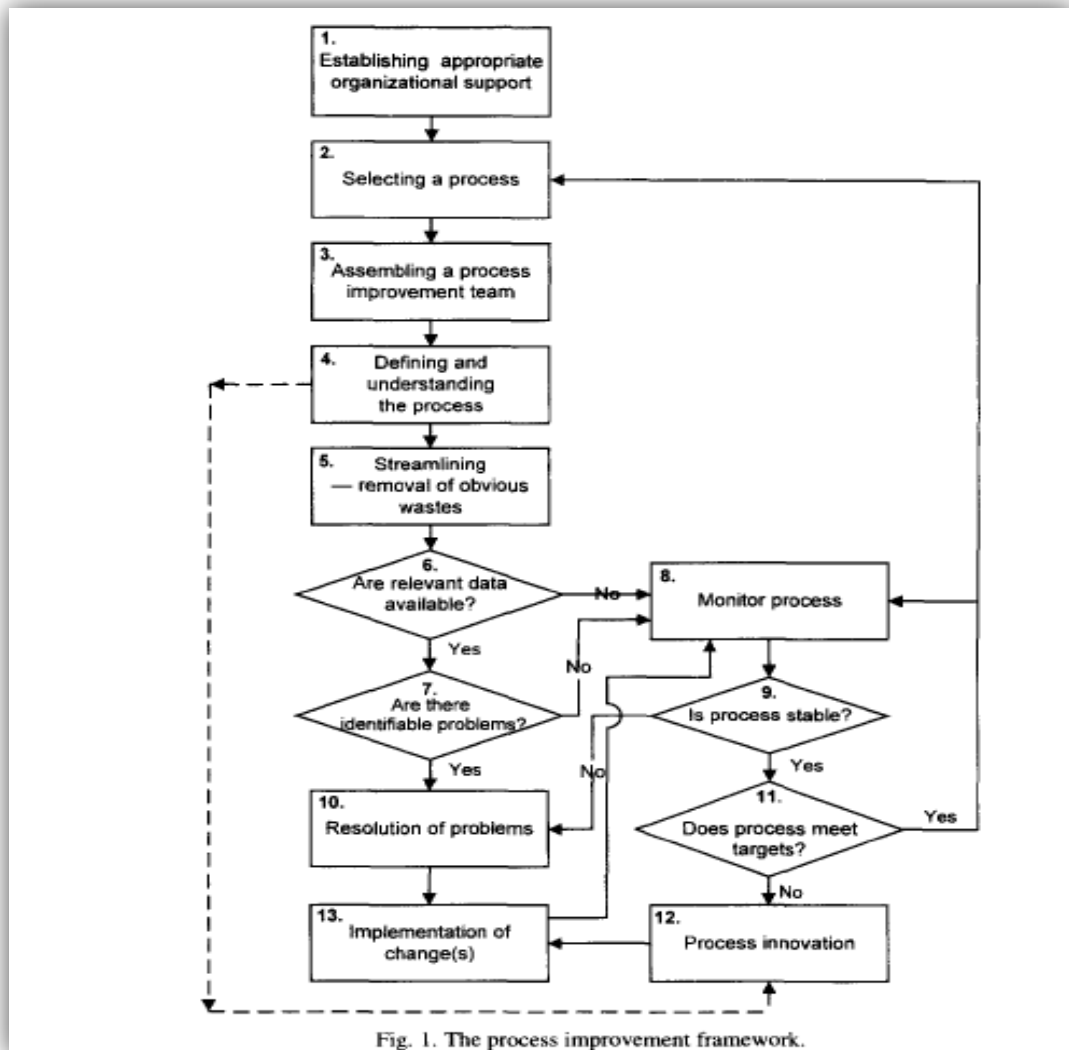 1.
Establishing appropriate
organizational support
2.
Selecting a process
3.
Assembling a process
improvement team
4.
Defining and
understanding
the process
5.
Streamlining
— removal of obvious
wastes
6.
Are relevant data
available?
No
Yes
7.
Are there
identifiable problems?
No
Yes
8.
Monitor process
9.
Is process stable?
No
Yes
10.
Resolution of problems
11.
Does process meet
targets?
Yes
No
12.
Process innovation
13.
Implementation of
change(s)
Fig. 1. The process improvement framework.